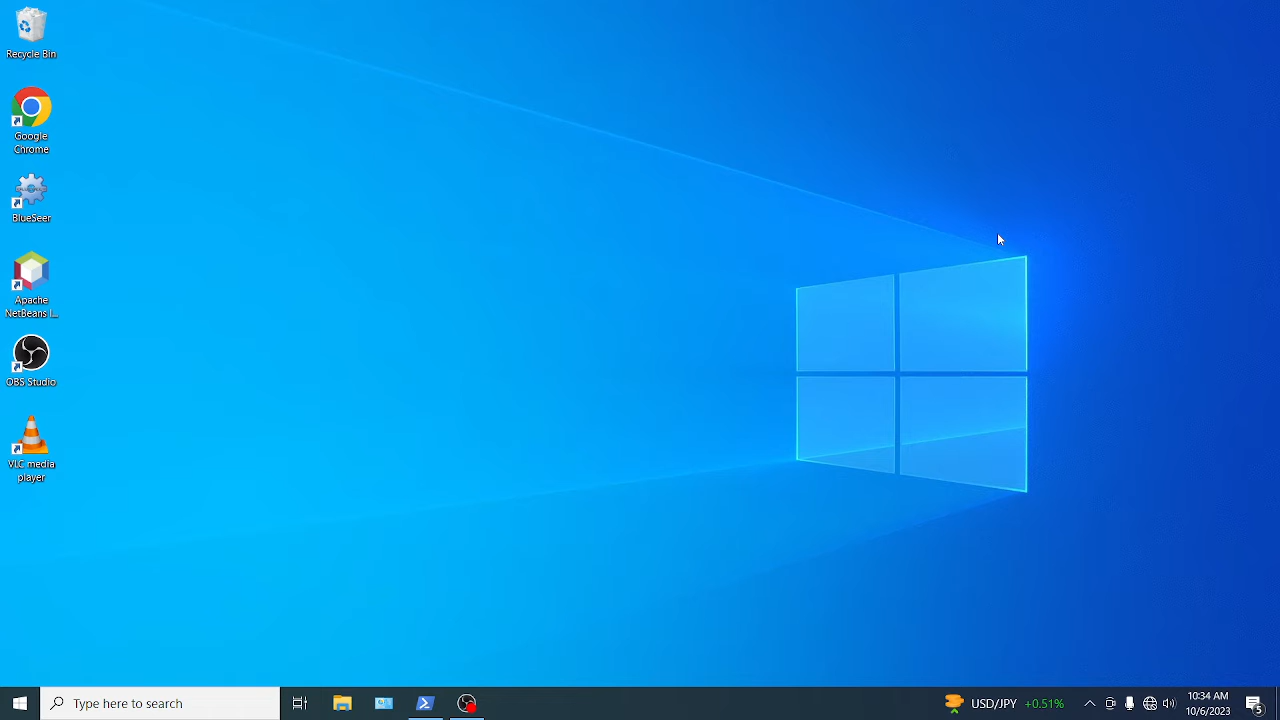 Recycle Bin
Google
Chrome
BlueSeer
Apache
NetBeans I...
OBS Studio
VLC media
player
Type here to search
USD/JPY +0.51%
10:34 AM
10/6/2023
5